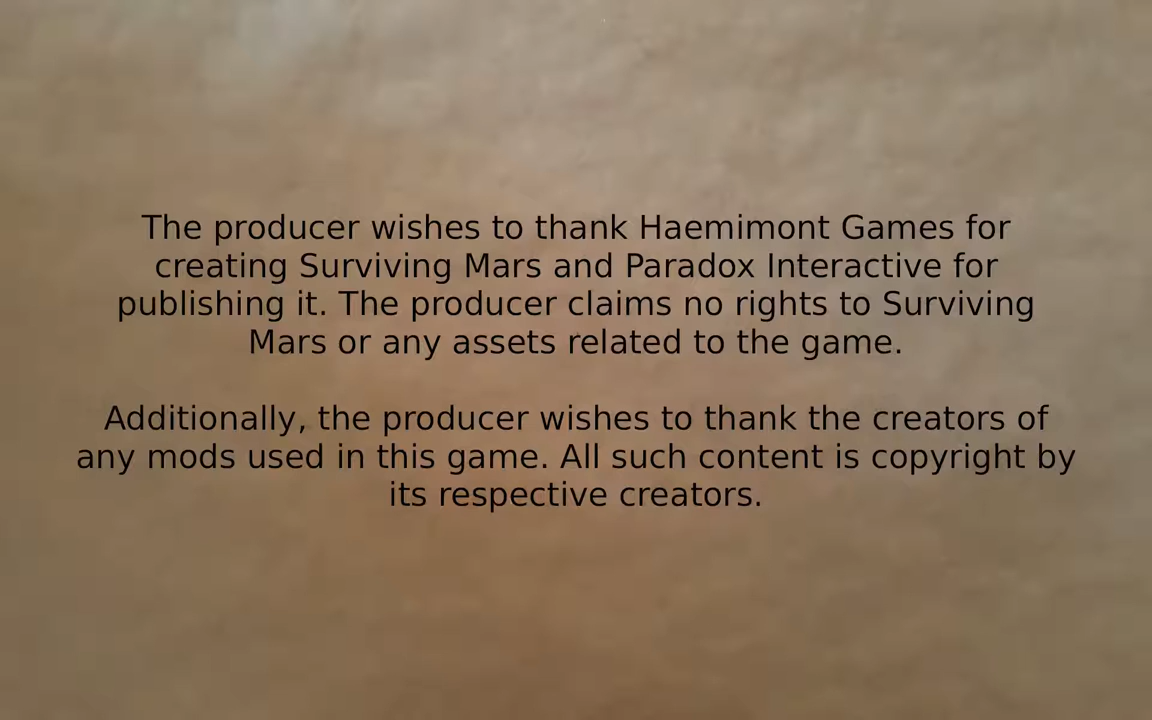 The producer wishes to thank Haemimont Games for
creating Surviving Mars and Paradox Interactive for
publishing it. The producer claims no rights to Surviving
Mars or any assets related to the game.
Additionally, the producer wishes to thank the creators of
any mods used in this game. All such content is copyright by
its respective creators.